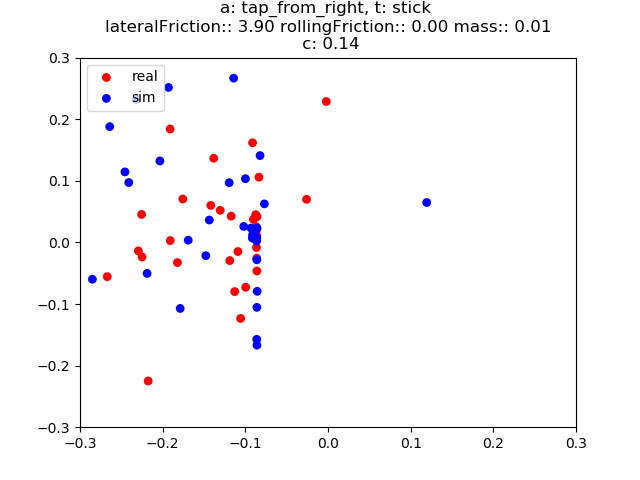 a: tap_from_right, t: stick
lateralFriction:: 3.90 rollingFriction:: 0.00 mass:: 0.01
c: 0.14
0.3
real
sim
0.2
0.1
0.0
−0.1
−0.2
−0.3
−0.3 −0.2 −0.1 0.0 0.1 0.2 0.3